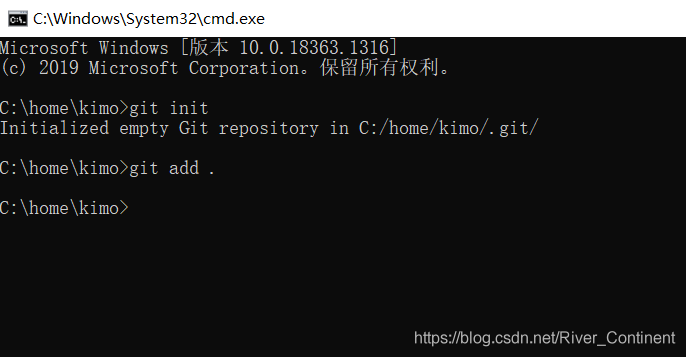 C:\Windows\System32\cmd.exe
Microsoft Windows [版本 10.0.18363.1316]
(c) 2019 Microsoft Corporation。保留所有权利。
C:\home\kimo>git init
Initialized empty Git repository in C:/home/kimo/.git/
C:\home\kimo>git add .
C:\home\kimo>
https://blog.csdn.net/River_Continent